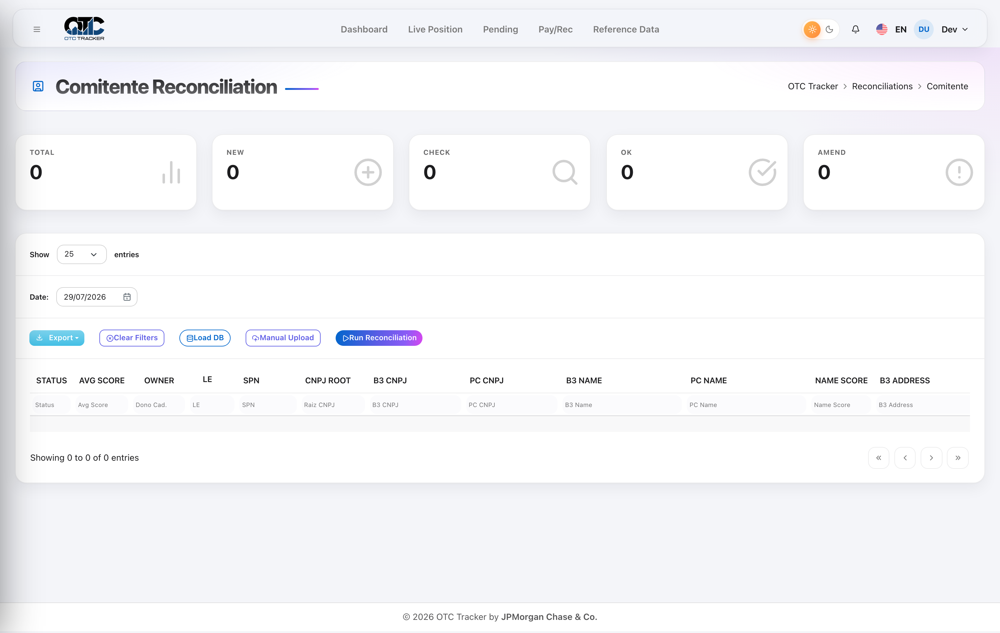 OTC
OTC TRACKER
Dashboard Live Position Pending Pay/Rec Reference Data
EN DU Dev
Comitente Reconciliation
OTC Tracker > Reconciliations > Comitente
TOTAL NEW CHECK OK AMEND
0 0 0 0 0
Show 25 entries
Date: 29/07/2026
Export Clear Filters Load DB Manual Upload Run Reconciliation
STATUS AVG SCORE OWNER LE SPN CNPJ ROOT B3 CNPJ PC CNPJ B3 NAME PC NAME NAME SCORE B3 ADDRESS
Status Avg Score Dono Cad. LE SPN Raiz CNPJ B3 CNPJ PC CNPJ B3 Name PC Name Name Score B3 Address
Showing 0 to 0 of 0 entries
« ‹ › »
© 2026 OTC Tracker by JPMorgan Chase & Co.